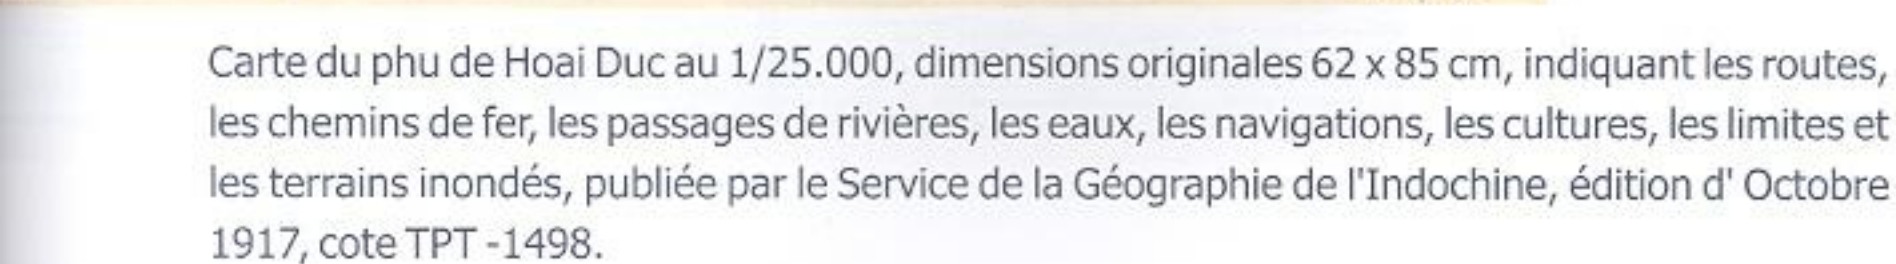 Carte du phu de Hoai Duc au 1/25.000, dimensions originales 62 x 85 cm, indiquant les routes,
les chemins de fer, les passages de rivières, les eaux, les navigations, les cultures, les limites et
les terrains inondés, publiée par le Service de la Géographie de l'Indochine, édition d' Octobre
1917, cote TPT -1498.